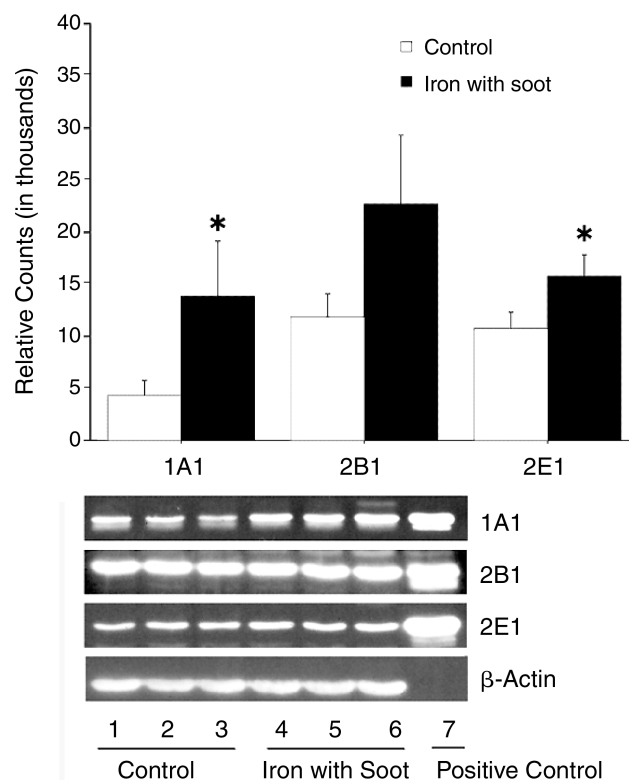 40
35
30
25
20
15
10
5
0
Relative Counts (in thousands)
Control
Iron with soot
*
*
1A1 2B1 2E1
1A1
2B1
2E1
β-Actin
1 2 3 4 5 6 7
Control Iron with Soot Positive Control